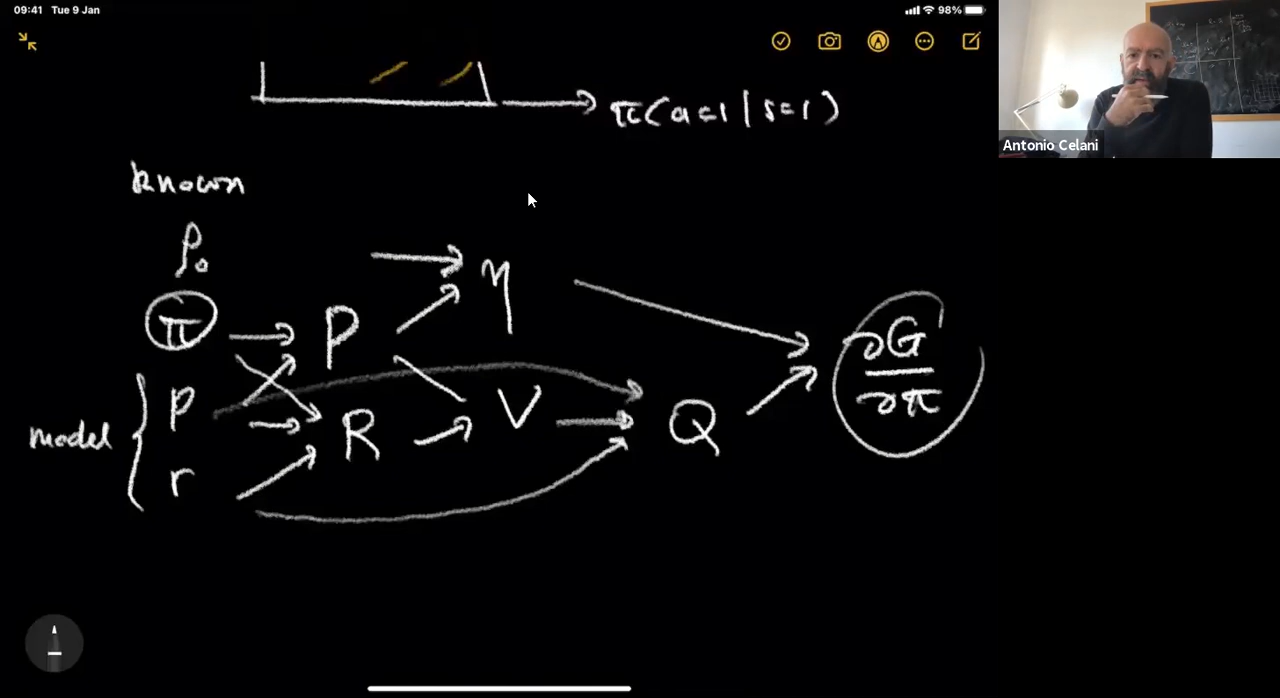 09:41 Tue 9 Jan
98%
Antonio Celani
π(a=1|s=1)
known
ρ₀
π
η
P
∂G
∂π
p
R
V
Q
model
r